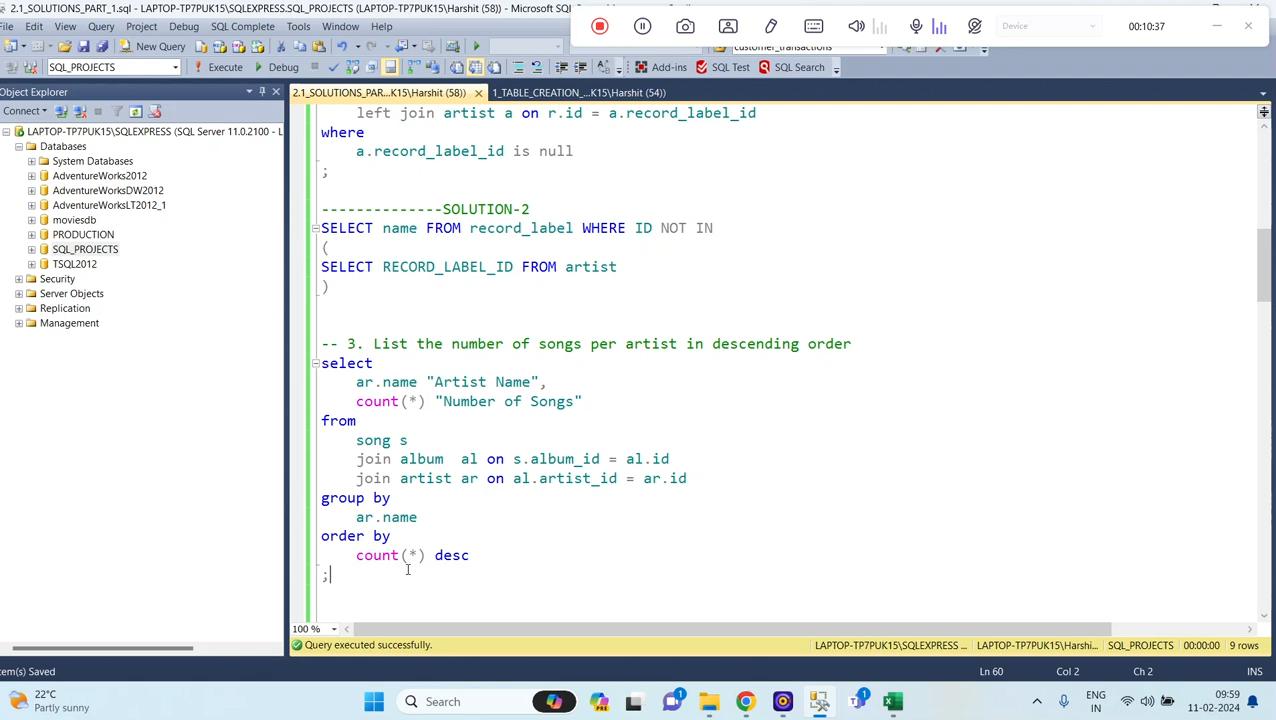 2.1_SOLUTIONS_PART_1.sql - LAPTOP-TP7PUK15\SQLEXPRESS.SQL_PROJECTS (LAPTOP-TP7PUK15\Harshit (58)) - Microsoft SQL
File Edit View Query Project Debug SQL Complete Tools Window Help
Device 00:10:37
New Query customer_transactions
SQL_PROJECTS Execute Debug Add-ins SQL Test SQL Search
Object Explorer
2.1_SOLUTIONS_PAR...K15\Harshit (58)) 1_TABLE_CREATION_...K15\Harshit (54))
Connect
LAPTOP-TP7PUK15\SQLEXPRESS (SQL Server 11.0.2100 - L
Databases
System Databases
AdventureWorks2012
AdventureWorksDW2012
AdventureWorksLT2012_1
moviesdb
PRODUCTION
SQL_PROJECTS
TSQL2012
Security
Server Objects
Replication
Management
left join artist a on r.id = a.record_label_id
where
a.record_label_id is null
;
--------------SOLUTION-2
SELECT name FROM record_label WHERE ID NOT IN
(
SELECT RECORD_LABEL_ID FROM artist
)
-- 3. List the number of songs per artist in descending order
select
ar.name "Artist Name",
count(*) "Number of Songs"
from
song s
join album  al on s.album_id = al.id
join artist ar on al.artist_id = ar.id
group by
ar.name
order by
count(*) desc
;
100 %
Query executed successfully. LAPTOP-TP7PUK15\SQLEXPRESS ... LAPTOP-TP7PUK15\Harshi... SQL_PROJECTS 00:00:00 9 rows
Item(s) Saved Ln 60 Col 2 Ch 2 INS
22°C
Partly sunny
Search
1
1
ENG
IN
09:59
11-02-2024